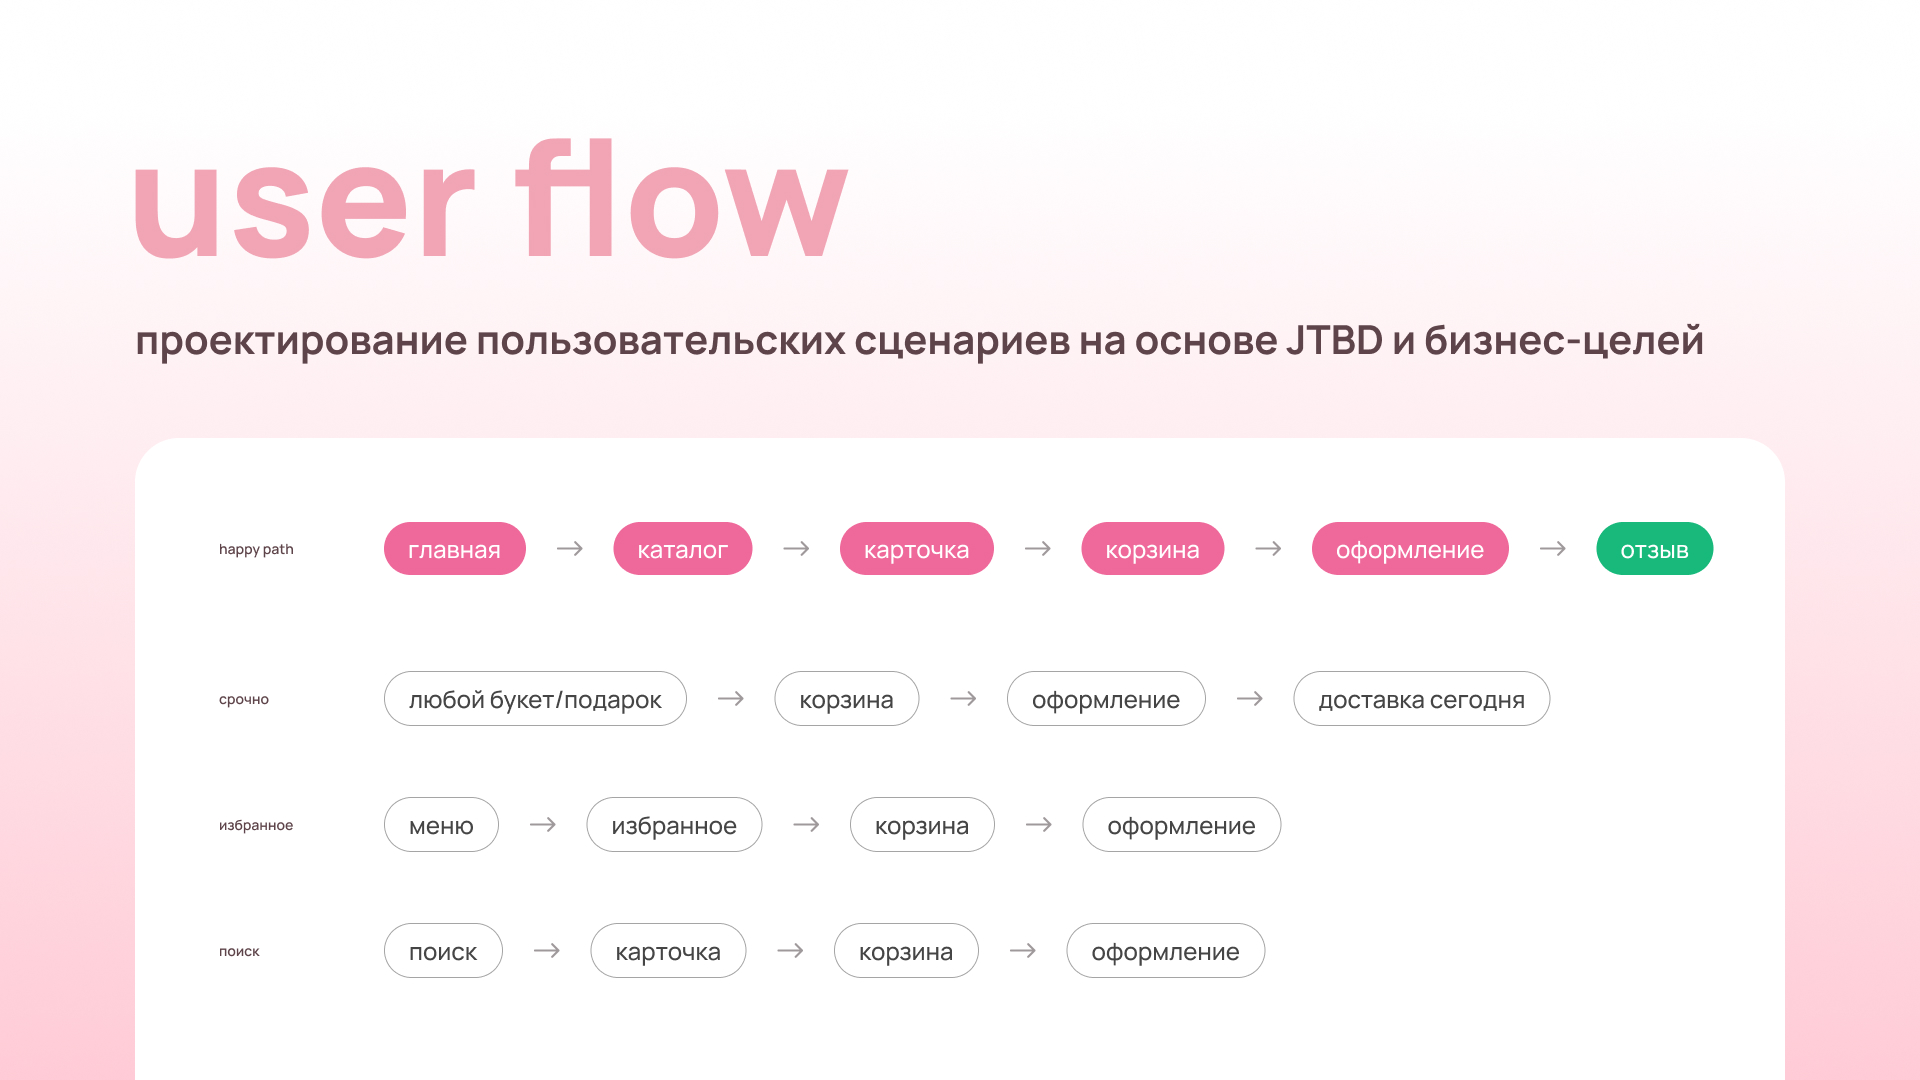 user flow
проектирование пользовательских сценариев на основе JTBD и бизнес-целей
happy path главная → каталог → карточка → корзина → оформление → отзыв
срочно любой букет/подарок → корзина → оформление → доставка сегодня
избранное меню → избранное → корзина → оформление
поиск поиск → карточка → корзина → оформление